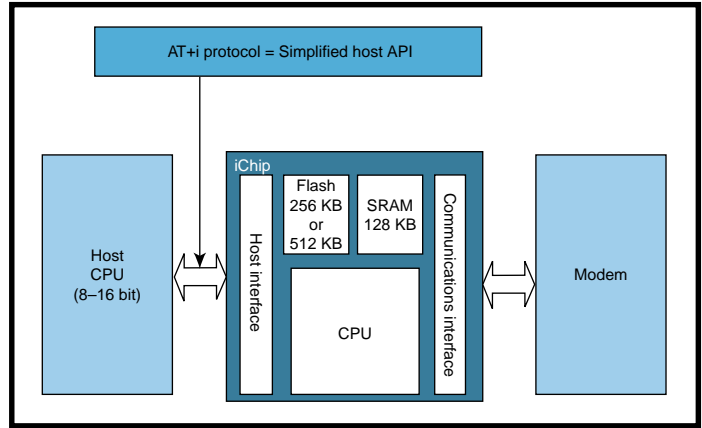 AT+i protocol = Simplified host API
Host
CPU
(8–16 bit)
iChip
Host interface
Flash
256 KB
or
512 KB
SRAM
128 KB
CPU
Communications interface
Modem